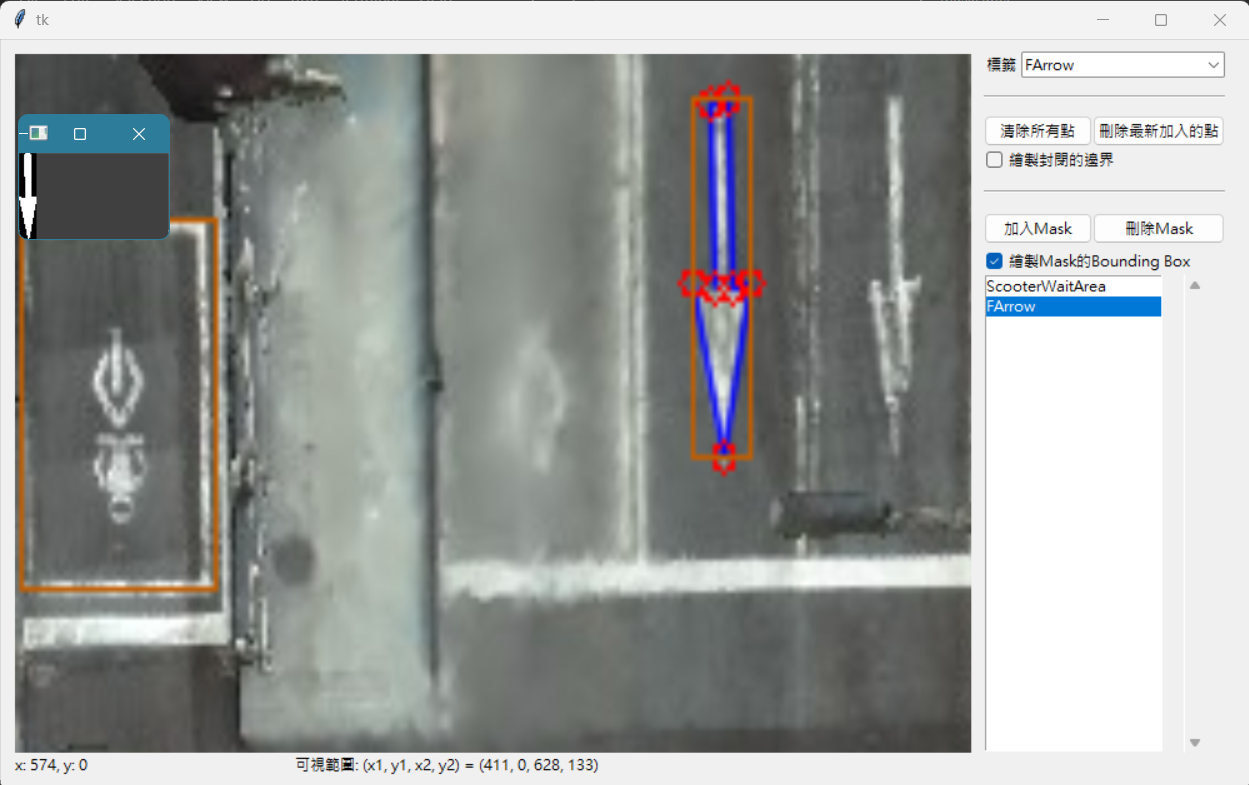 tk
標籤 FArrow
清除所有點 刪除最新加入的點
繪製封閉的邊界
加入Mask 刪除Mask
繪製Mask的Bounding Box
ScooterWaitArea
FArrow
x: 574, y: 0 可視範圍: (x1, y1, x2, y2) = (411, 0, 628, 133)